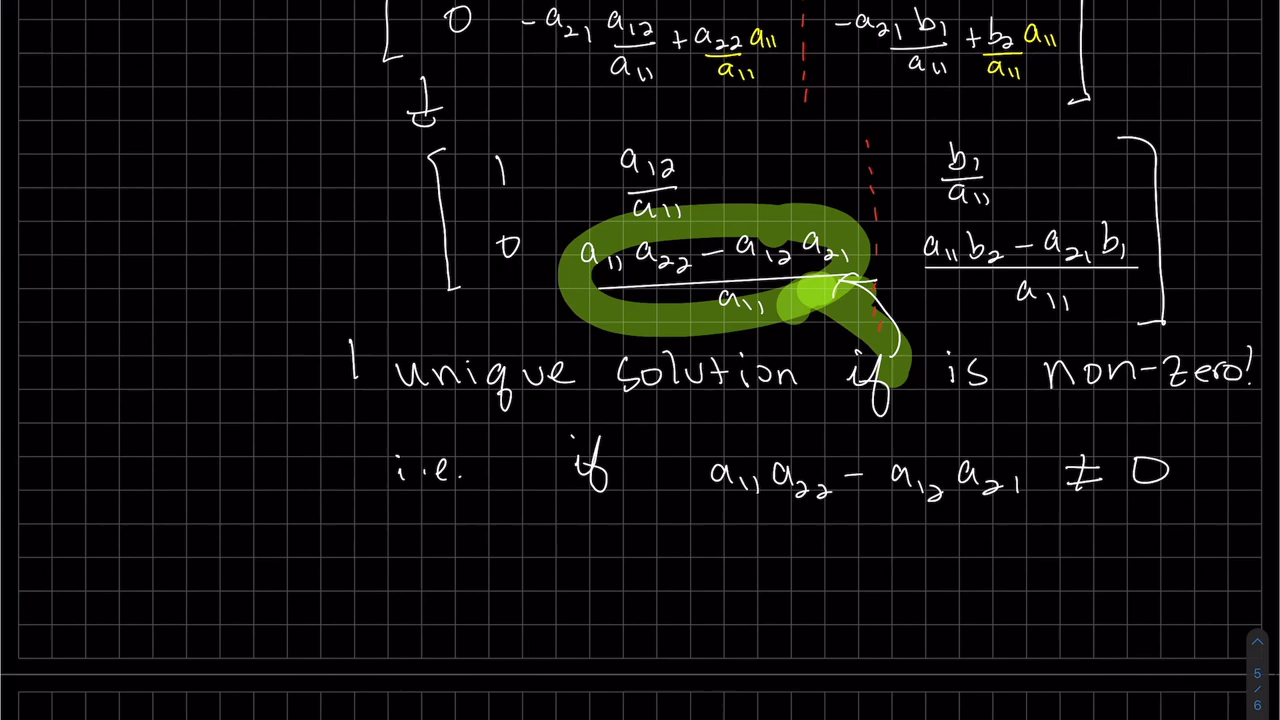 0 -a₂₁ a₁₂/a₁₁ + a₂₂ a₁₁/a₁₁ -a₂₁ b₁/a₁₁ + b₂ a₁₁/a₁₁
1 a₁₂/a₁₁ b₁/a₁₁
0 (a₁₁ a₂₂ - a₁₂ a₂₁)/a₁₁ (a₁₁ b₂ - a₂₁ b₁)/a₁₁
1 unique solution if is non-zero!
i.e. if a₁₁ a₂₂ - a₁₂ a₂₁ ≠ 0
5
/
6